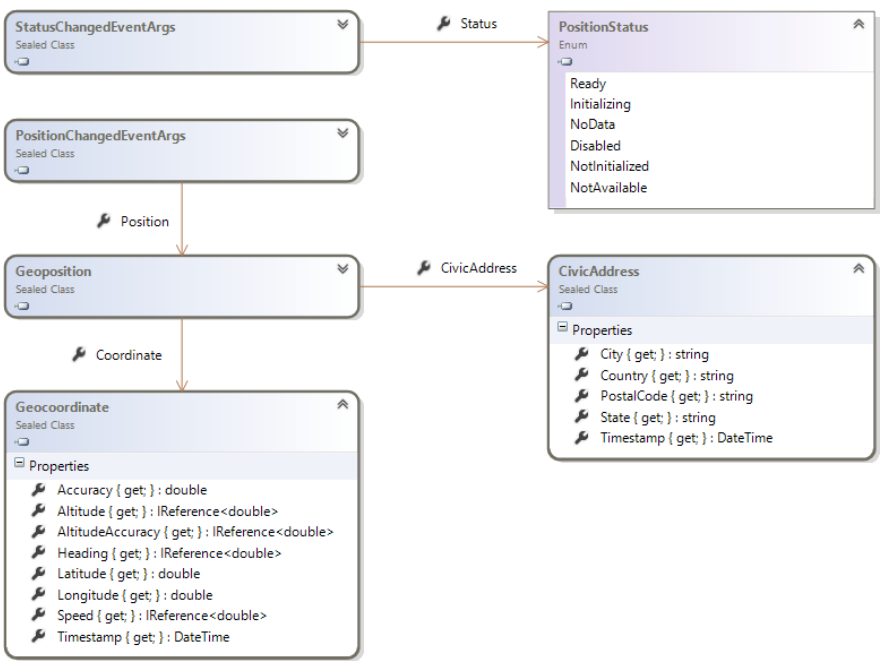 StatusChangedEventArgs
Sealed Class
Status
PositionStatus
Enum
Ready
Initializing
NoData
Disabled
NotInitialized
NotAvailable
PositionChangedEventArgs
Sealed Class
Position
Geoposition
Sealed Class
CivicAddress
CivicAddress
Sealed Class
Properties
City { get; } : string
Country { get; } : string
PostalCode { get; } : string
State { get; } : string
Timestamp { get; } : DateTime
Coordinate
Geocoordinate
Sealed Class
Properties
Accuracy { get; } : double
Altitude { get; } : IReference<double>
AltitudeAccuracy { get; } : IReference<double>
Heading { get; } : IReference<double>
Latitude { get; } : double
Longitude { get; } : double
Speed { get; } : IReference<double>
Timestamp { get; } : DateTime